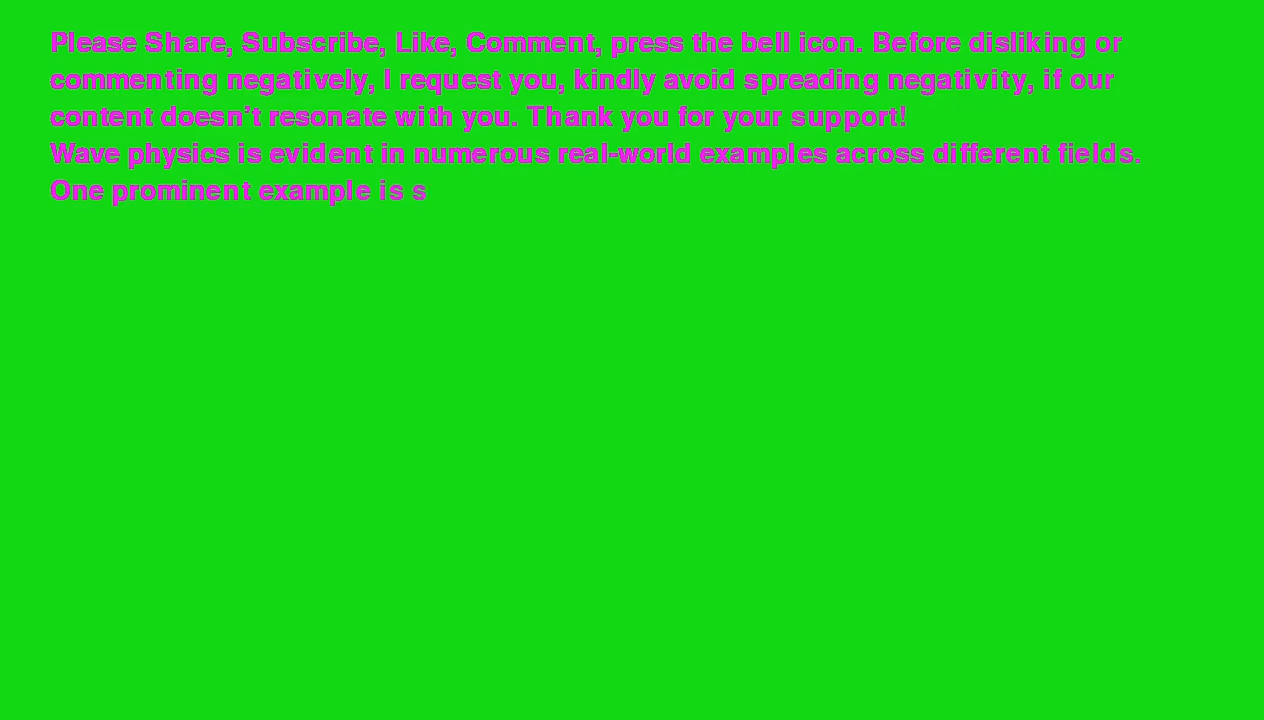 Please Share, Subscribe, Like, Comment, press the bell icon. Before disliking or
commenting negatively, I request you, kindly avoid spreading negativity, if our
content doesn't resonate with you. Thank you for your support!
Wave physics is evident in numerous real-world examples across different fields.
One prominent example is s